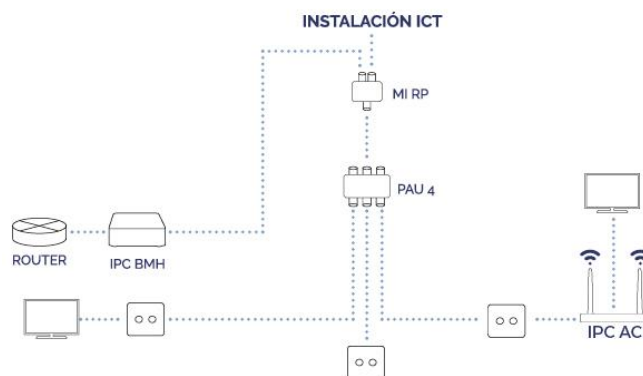 INSTALACIÓN ICT
MI RP
PAU 4
ROUTER
IPC BMH
IPC AC